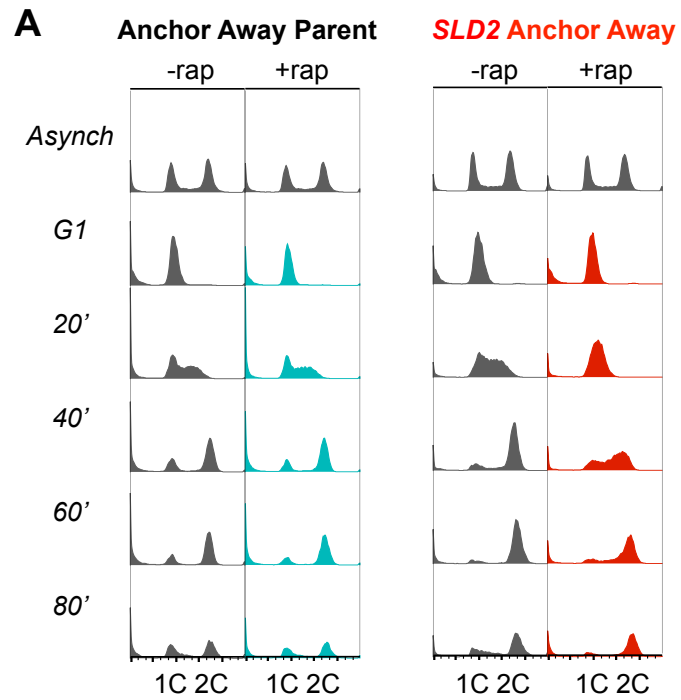 A
Anchor Away Parent
SLD2 Anchor Away
-rap +rap -rap +rap
Asynch
G1
20’
40’
60’
80’
1C 2C 1C 2C 1C 2C 1C 2C